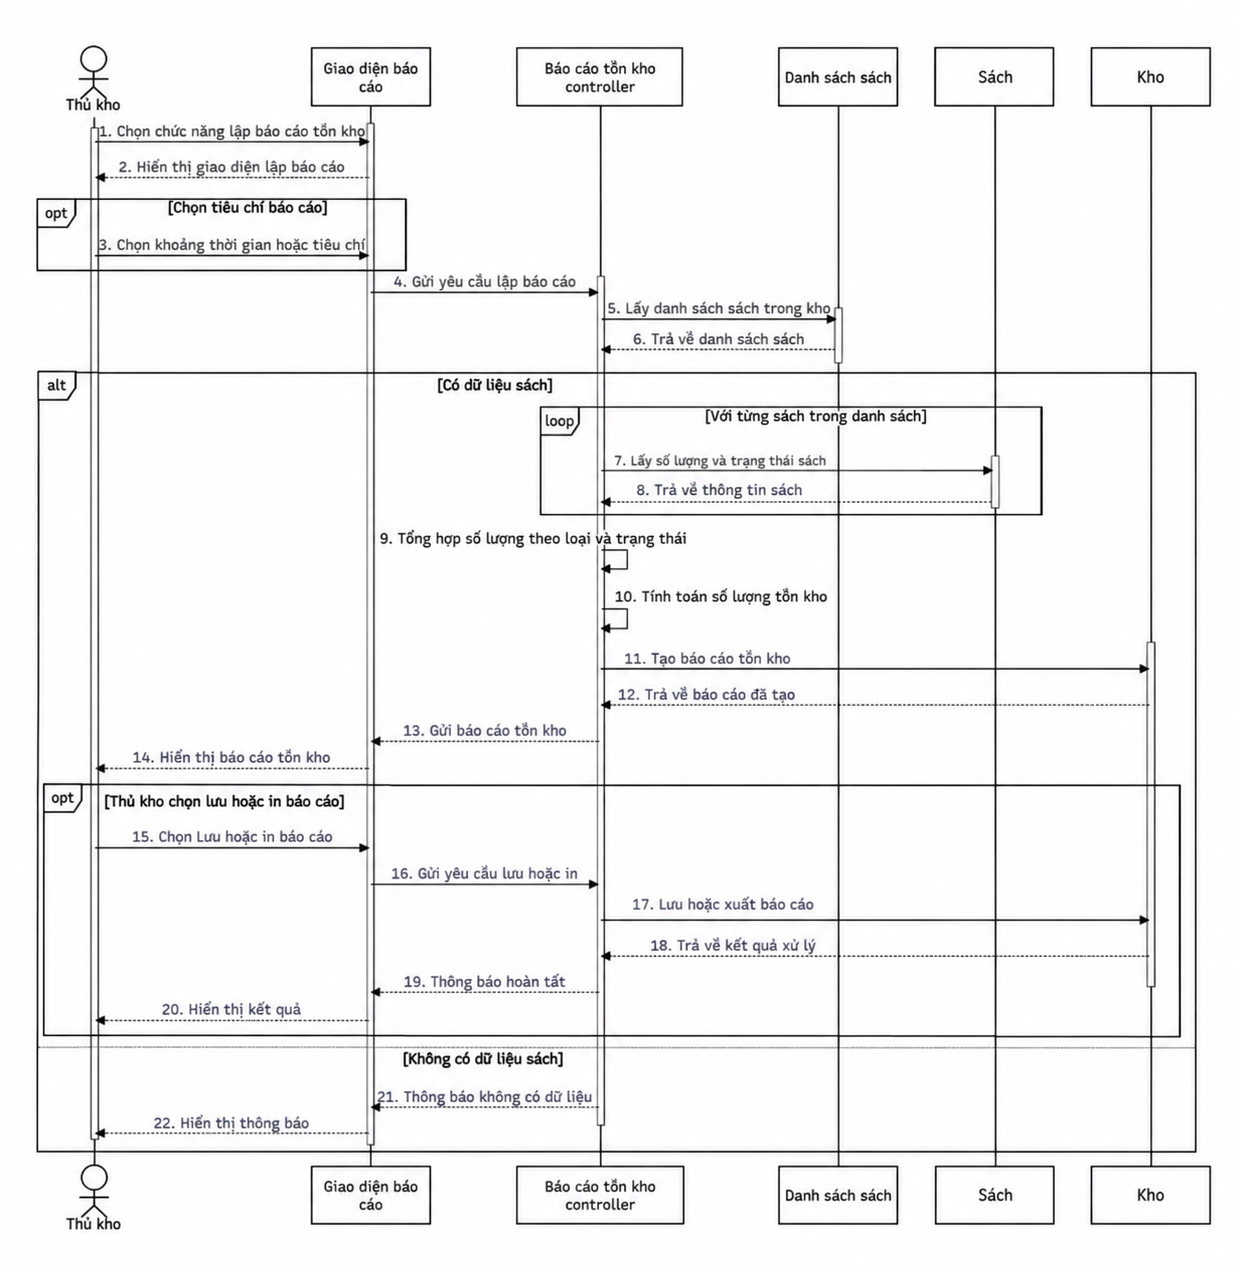 Thủ kho
Giao diện báo
cáo
Báo cáo tồn kho
controller
Danh sách sách
Sách
Kho
1. Chọn chức năng lập báo cáo tồn kho
2. Hiển thị giao diện lập báo cáo
opt
[Chọn tiêu chí báo cáo]
3. Chọn khoảng thời gian hoặc tiêu chí
4. Gửi yêu cầu lập báo cáo
5. Lấy danh sách sách trong kho
6. Trả về danh sách sách
alt
[Có dữ liệu sách]
loop
[Với từng sách trong danh sách]
7. Lấy số lượng và trạng thái sách
8. Trả về thông tin sách
9. Tổng hợp số lượng theo loại và trạng thái
10. Tính toán số lượng tồn kho
11. Tạo báo cáo tồn kho
12. Trả về báo cáo đã tạo
13. Gửi báo cáo tồn kho
14. Hiển thị báo cáo tồn kho
opt
[Thủ kho chọn lưu hoặc in báo cáo]
15. Chọn Lưu hoặc in báo cáo
16. Gửi yêu cầu lưu hoặc in
17. Lưu hoặc xuất báo cáo
18. Trả về kết quả xử lý
19. Thông báo hoàn tất
20. Hiển thị kết quả
[Không có dữ liệu sách]
21. Thông báo không có dữ liệu
22. Hiển thị thông báo
Thủ kho
Giao diện báo
cáo
Báo cáo tồn kho
controller
Danh sách sách
Sách
Kho